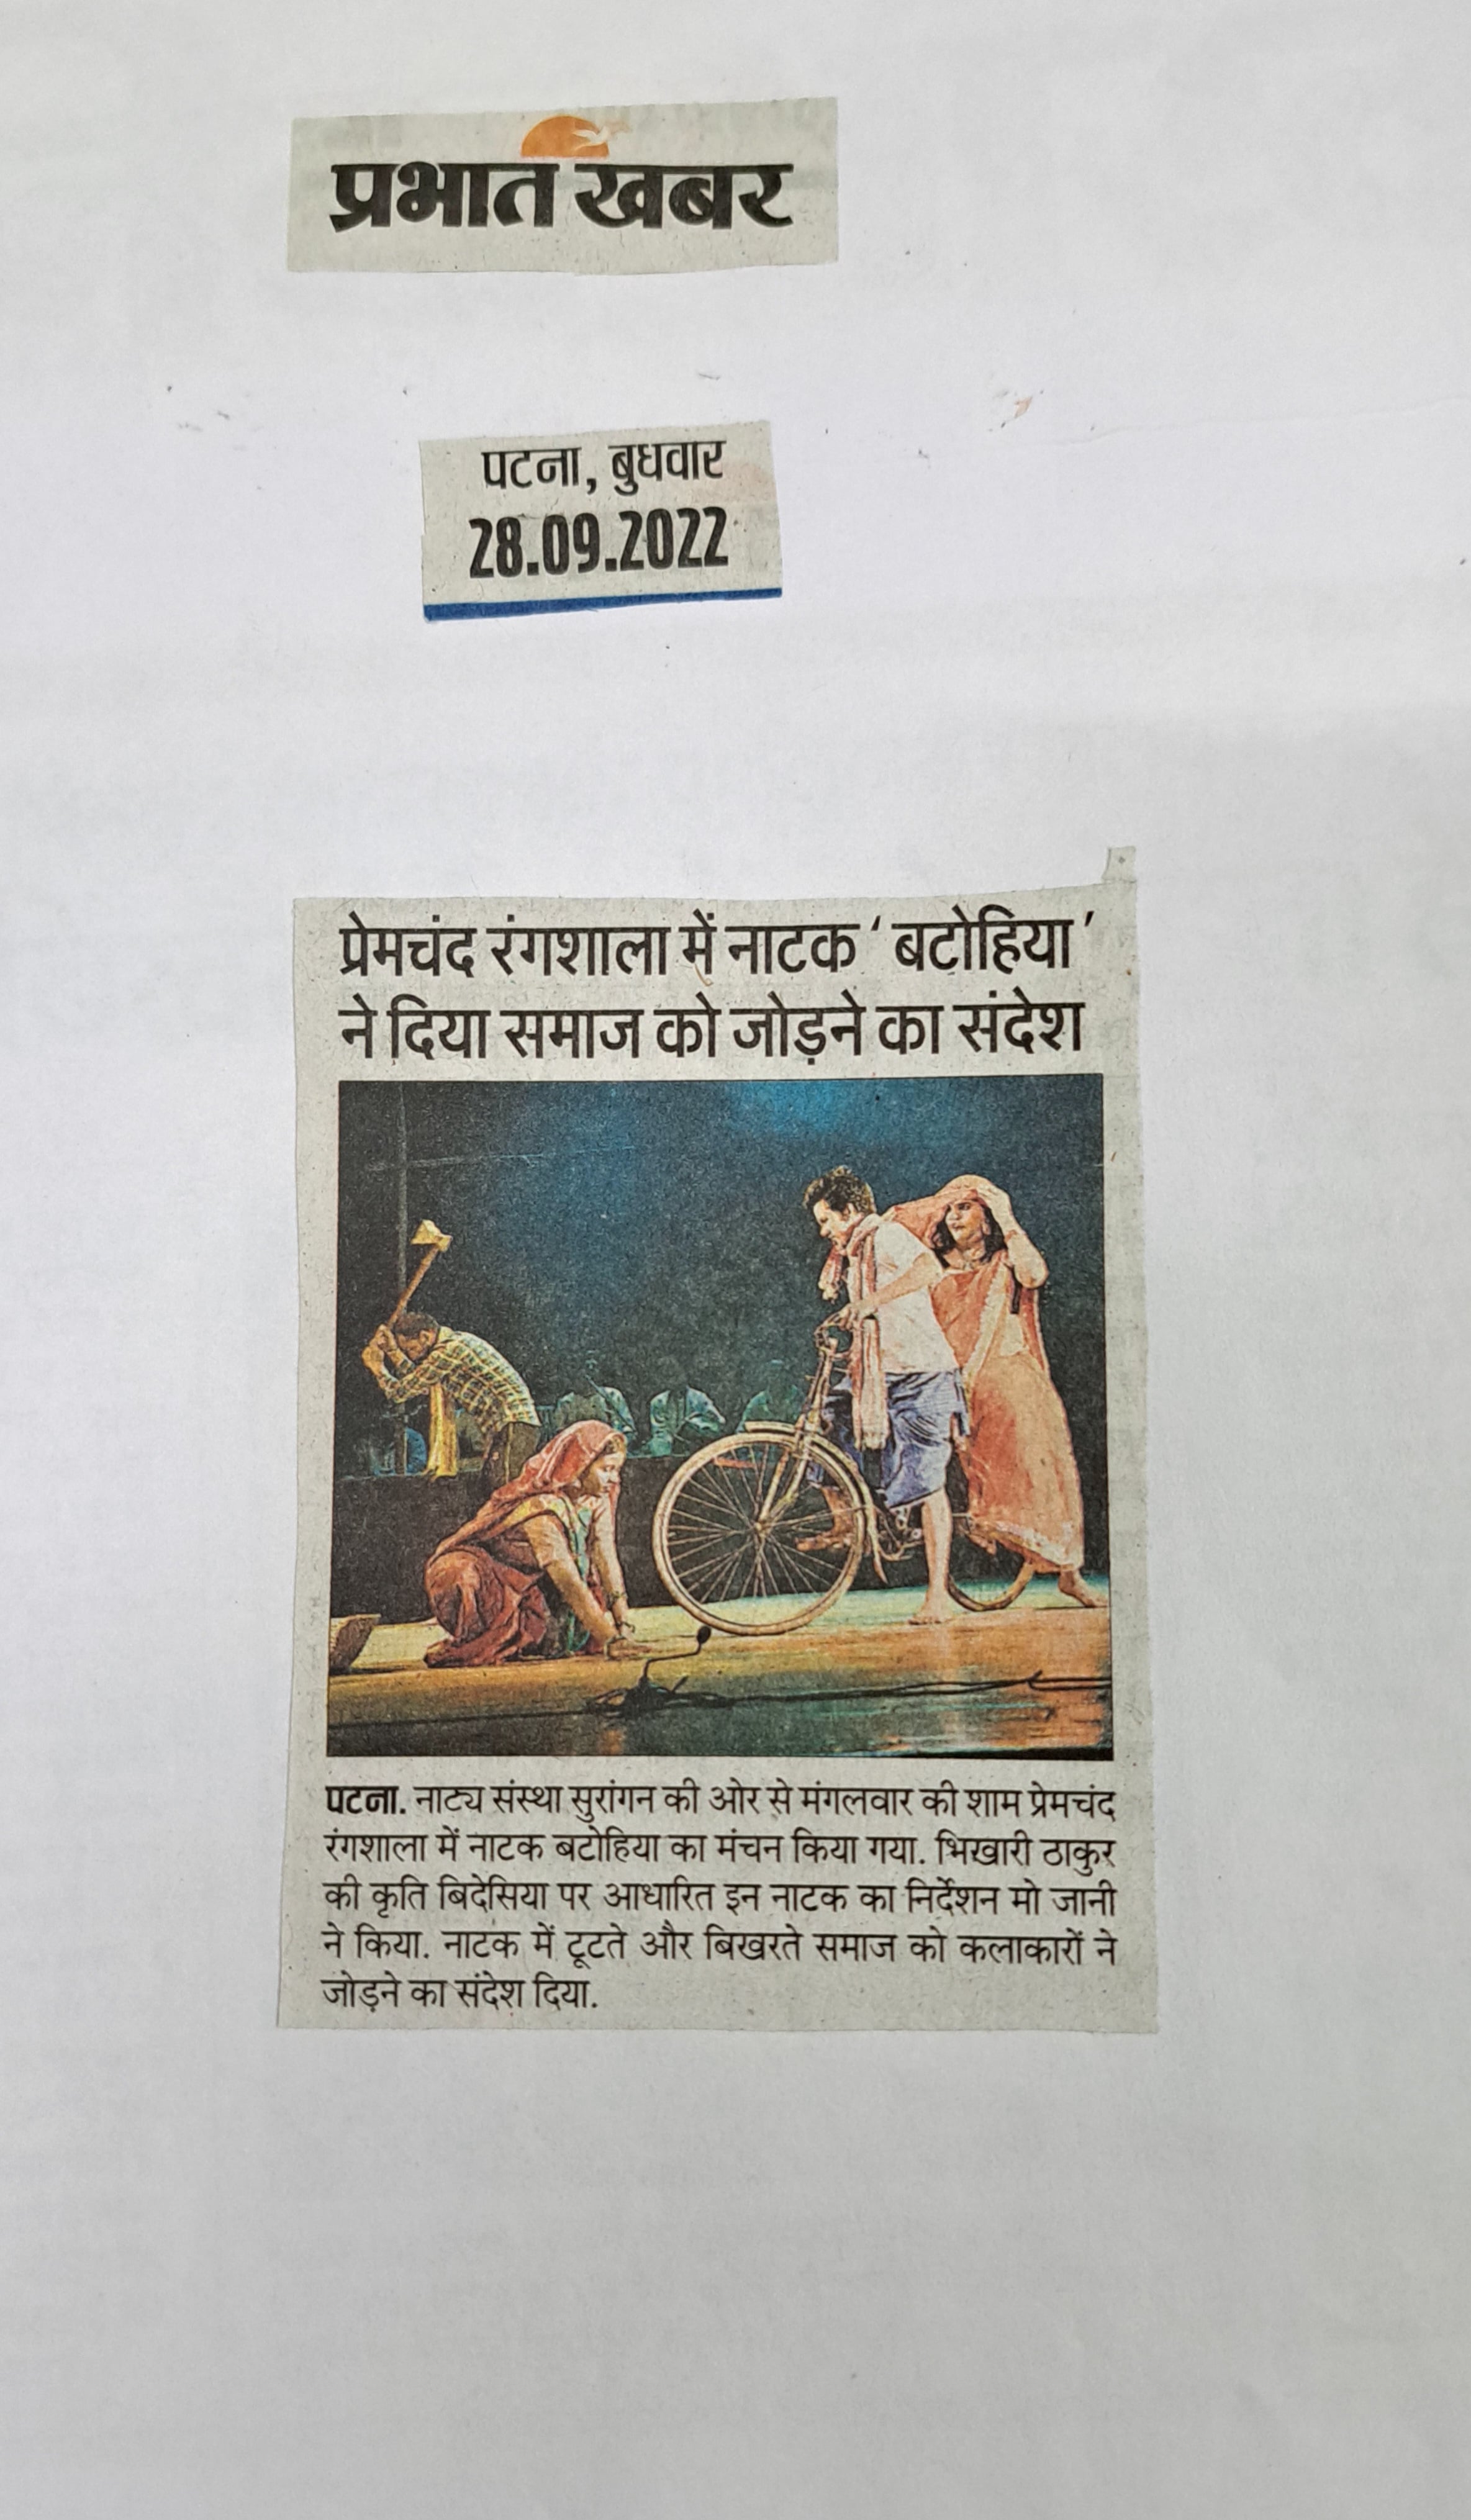 प्रभात खबर
पटना, बुधवार
28.09.2022
प्रेमचंद रंगशाला में नाटक ‘ बटोहिया ’
ने दिया समाज को जोड़ने का संदेश
पटना. नाट्य संस्था सुरांगन की ओर से मंगलवार की शाम प्रेमचंद
रंगशाला में नाटक बटोहिया का मंचन किया गया. भिखारी ठाकुर
की कृति बिदेसिया पर आधारित इन नाटक का निर्देशन मो जानी
ने किया. नाटक में टूटते और बिखरते समाज को कलाकारों ने
जोड़ने का संदेश दिया.